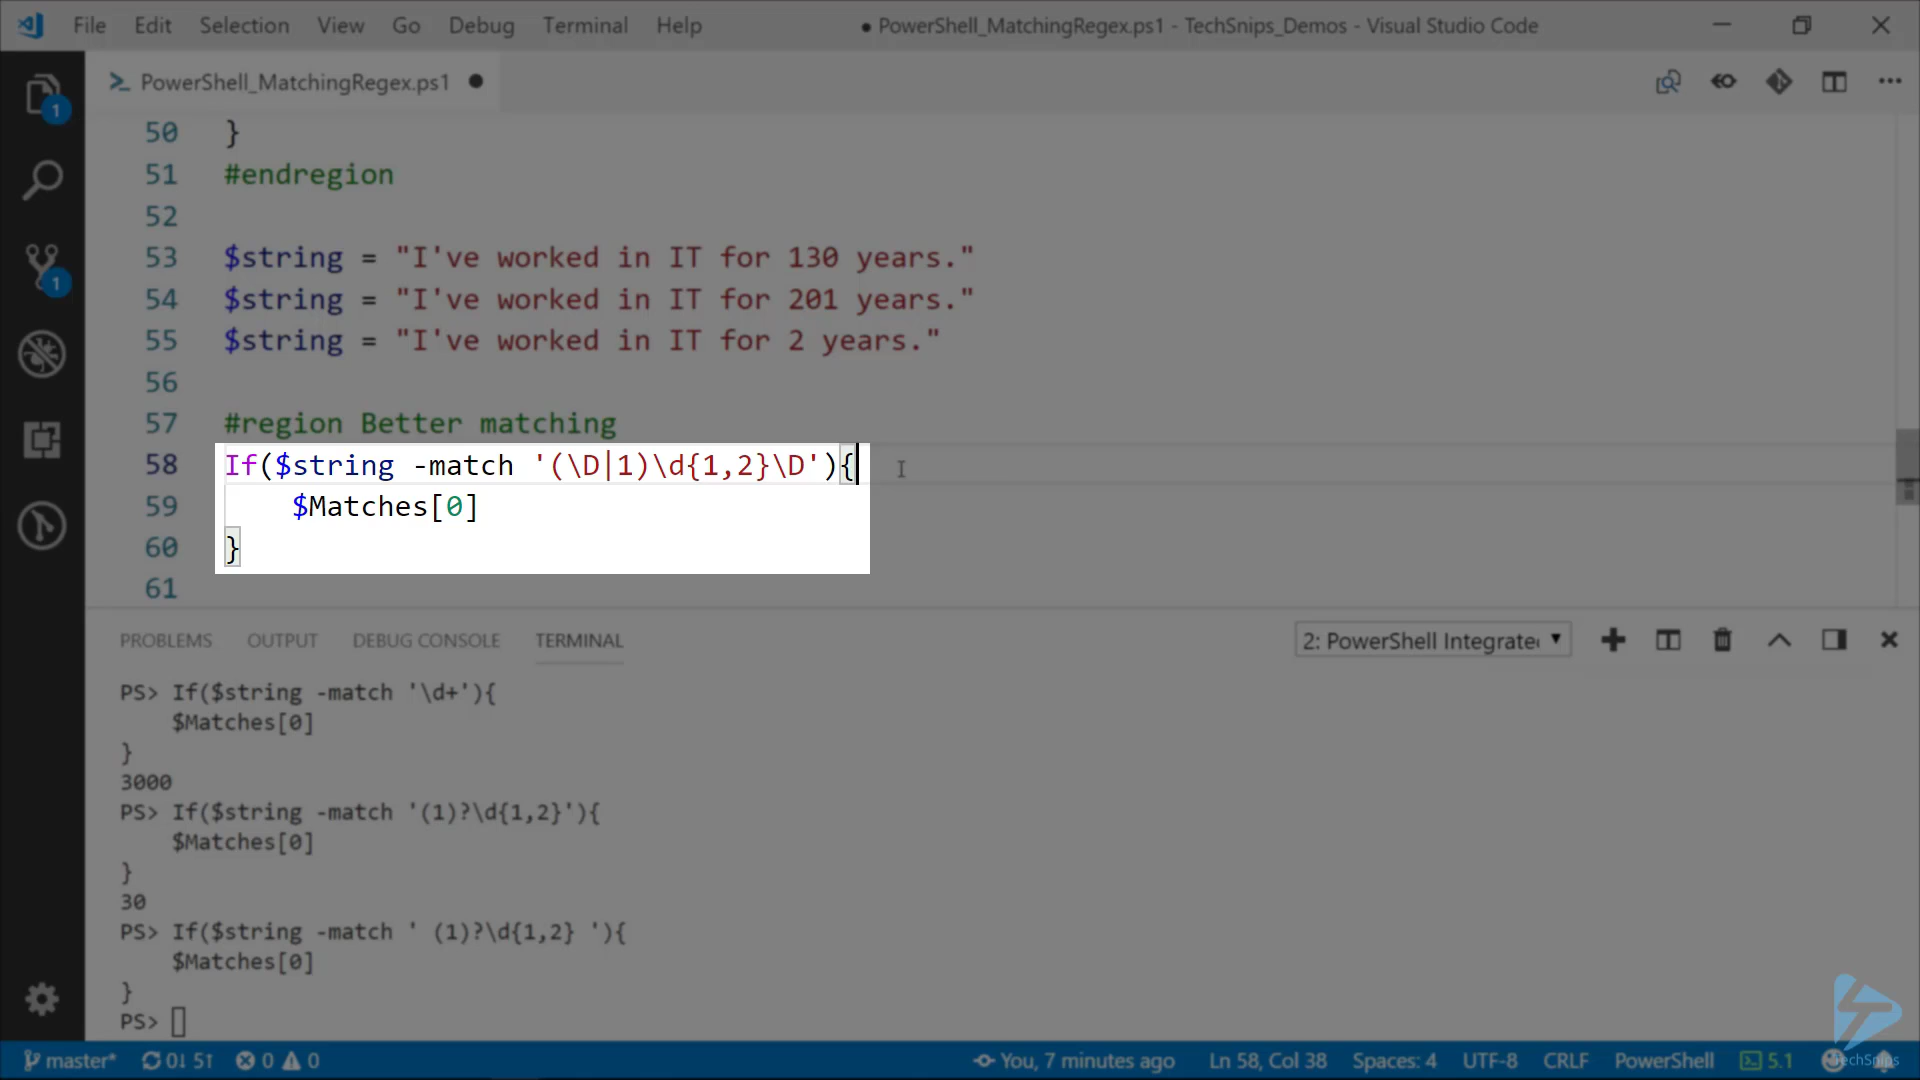 File Edit Selection View Go Debug Terminal Help
● PowerShell_MatchingRegex.ps1 - TechSnips_Demos - Visual Studio Code
PowerShell_MatchingRegex.ps1 ●
50 }
51 #endregion
52
53 $string = "I've worked in IT for 130 years."
54 $string = "I've worked in IT for 201 years."
55 $string = "I've worked in IT for 2 years."
56
57 #region Better matching
58 If($string -match '(\D|1)\d{1,2}\D'){
59     $Matches[0]
60 }
61
1
1
PROBLEMS OUTPUT DEBUG CONSOLE TERMINAL
2: PowerShell Integrate
PS> If($string -match '\d+'){
    $Matches[0]
}
3000
PS> If($string -match '(1)?\d{1,2}'){
    $Matches[0]
}
30
PS> If($string -match ' (1)?\d{1,2} '){
    $Matches[0]
}
PS>
master* 0↓ 5↑ 0 0 You, 7 minutes ago Ln 58, Col 38 Spaces: 4 UTF-8 CRLF PowerShell 5.1
TechSnips